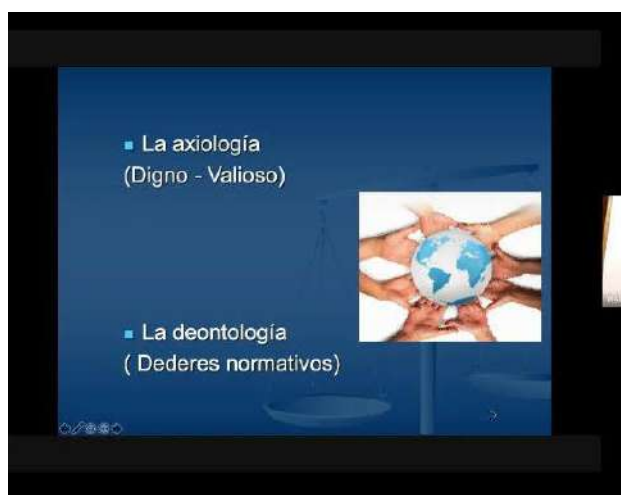 La axiología
(Digno - Valioso)
La deontología
( Dederes normativos)